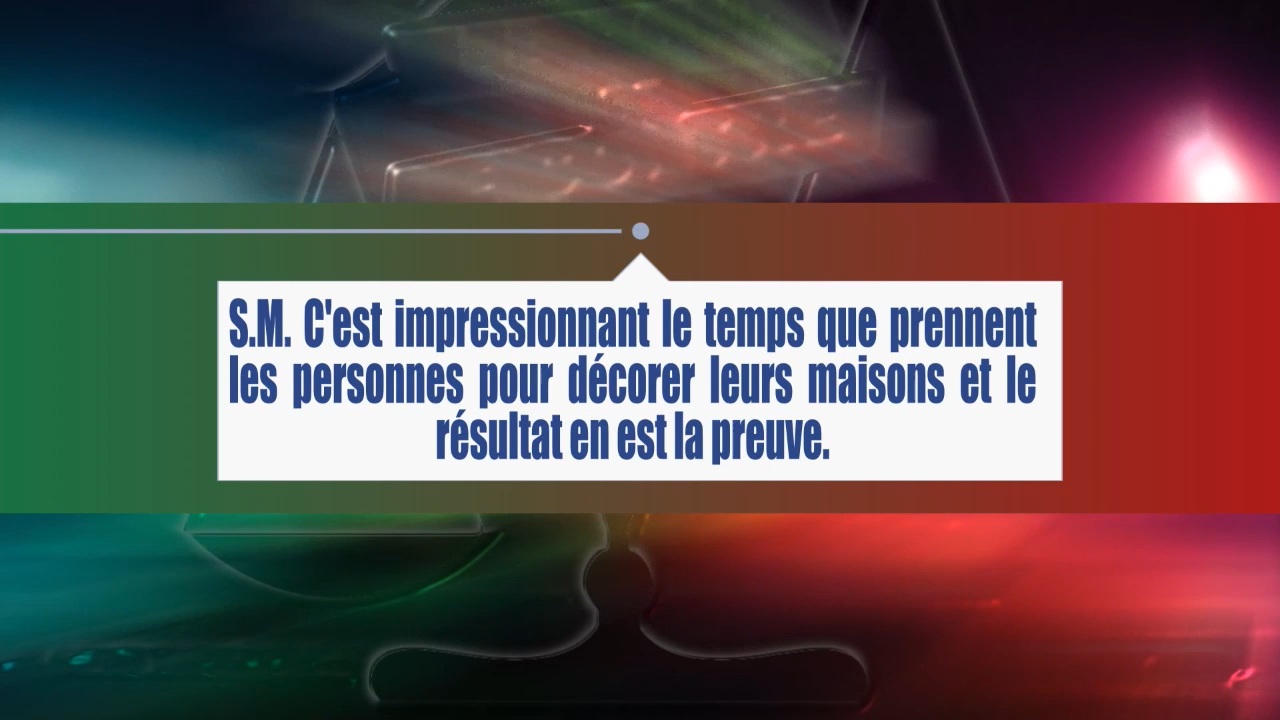 S.M. C'est impressionnant le temps que prennent
les personnes pour décorer leurs maisons et le
résultat en est la preuve.